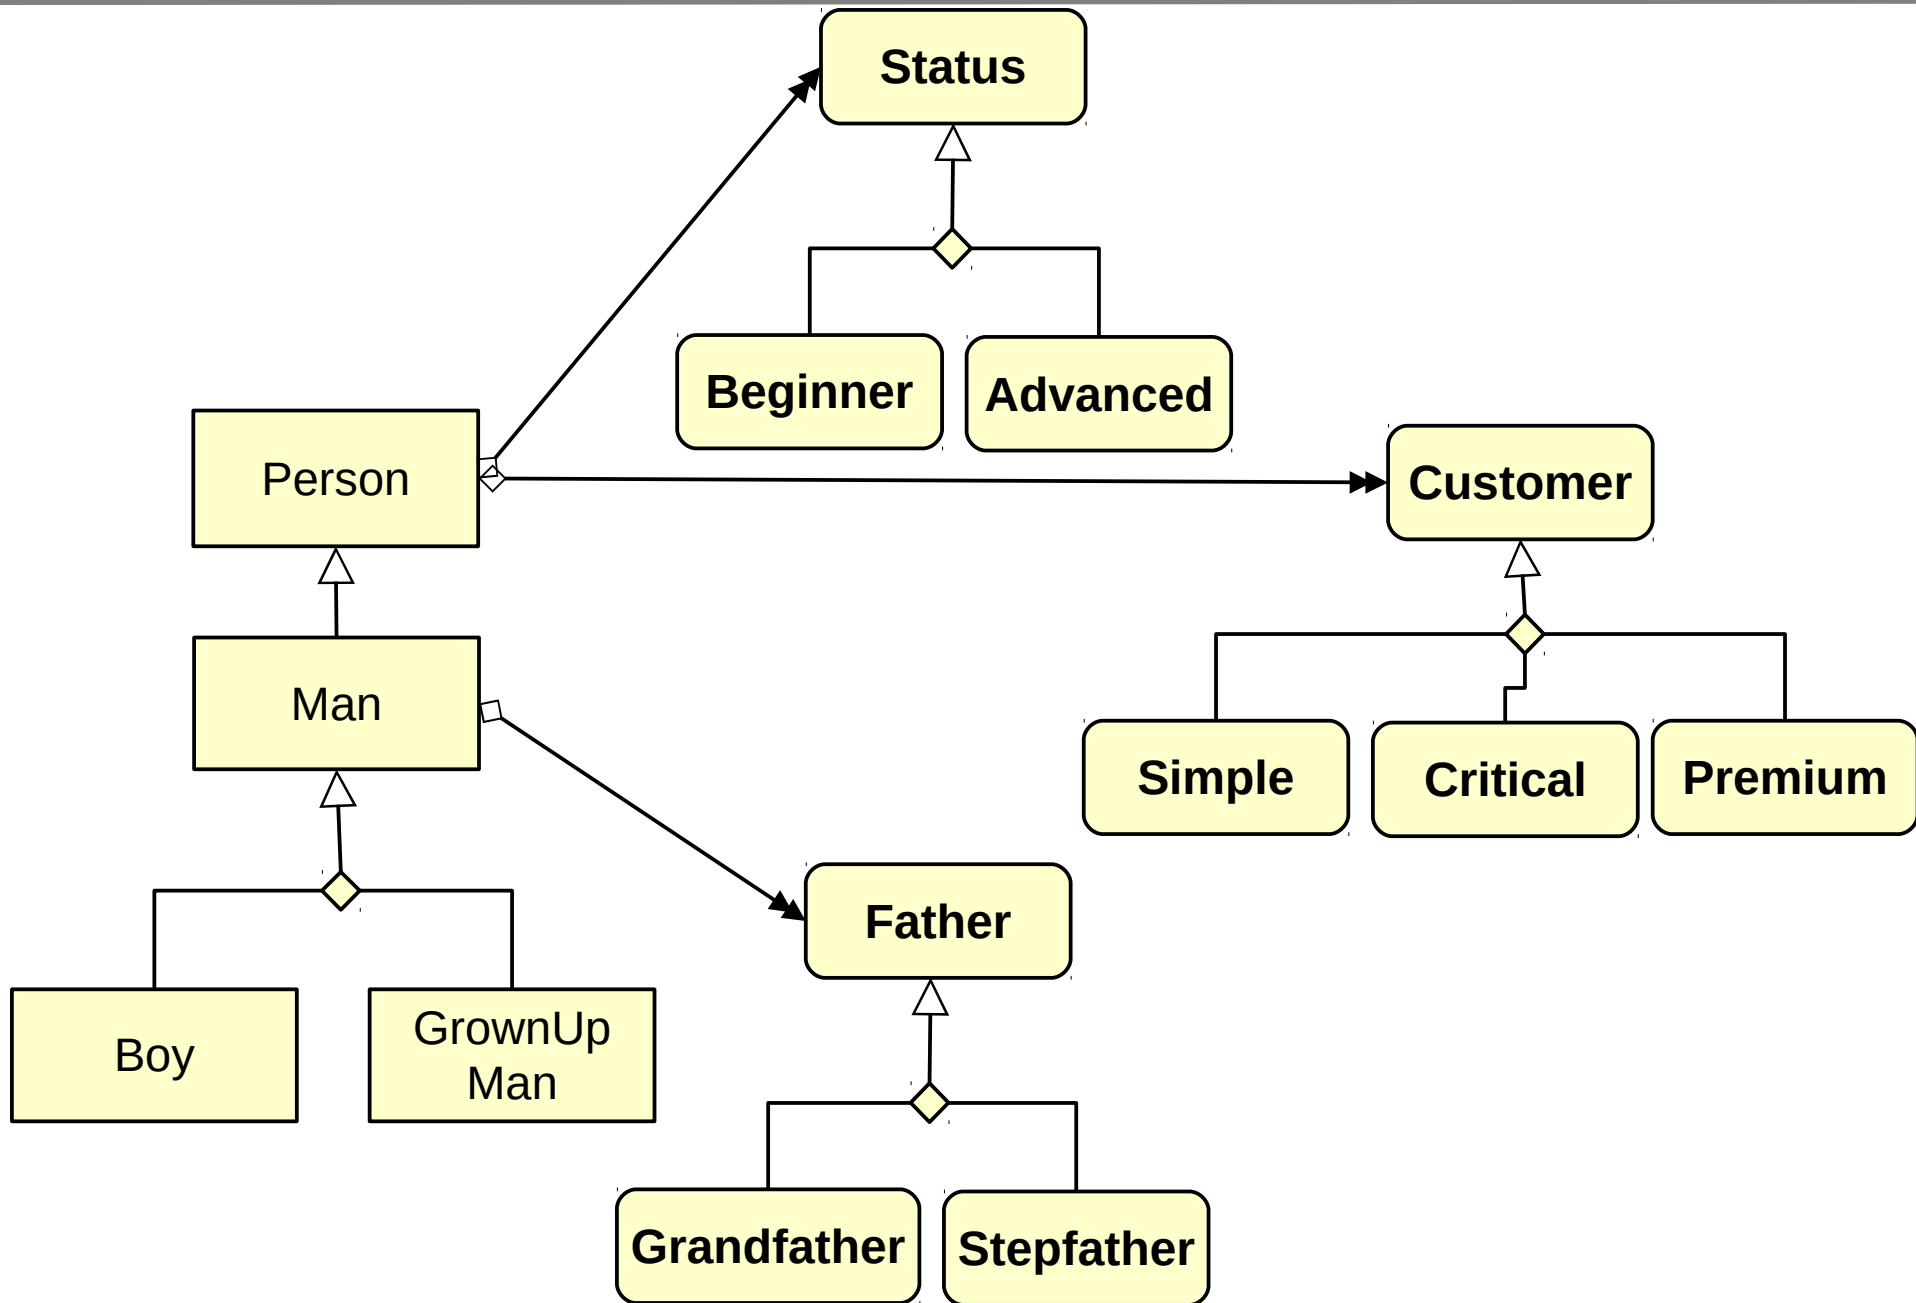 Status
Beginner
Advanced
Person
Customer
Man
Simple
Critical
Premium
Father
Boy
GrownUp
Man
Grandfather
Stepfather